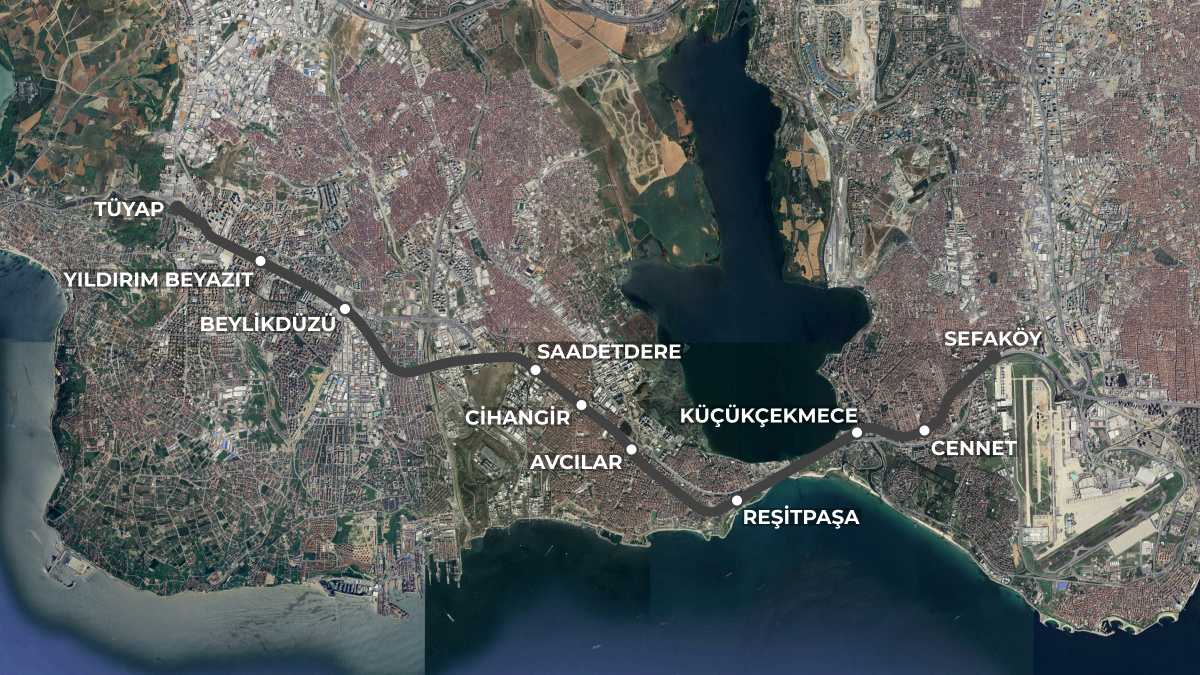 TÜYAP
YILDIRIM BEYAZIT
BEYLİKDÜZÜ
SAADETDERE
CİHANGİR
AVCILAR
REŞİTPAŞA
KÜÇÜKÇEKMECE
CENNET
SEFAKÖY